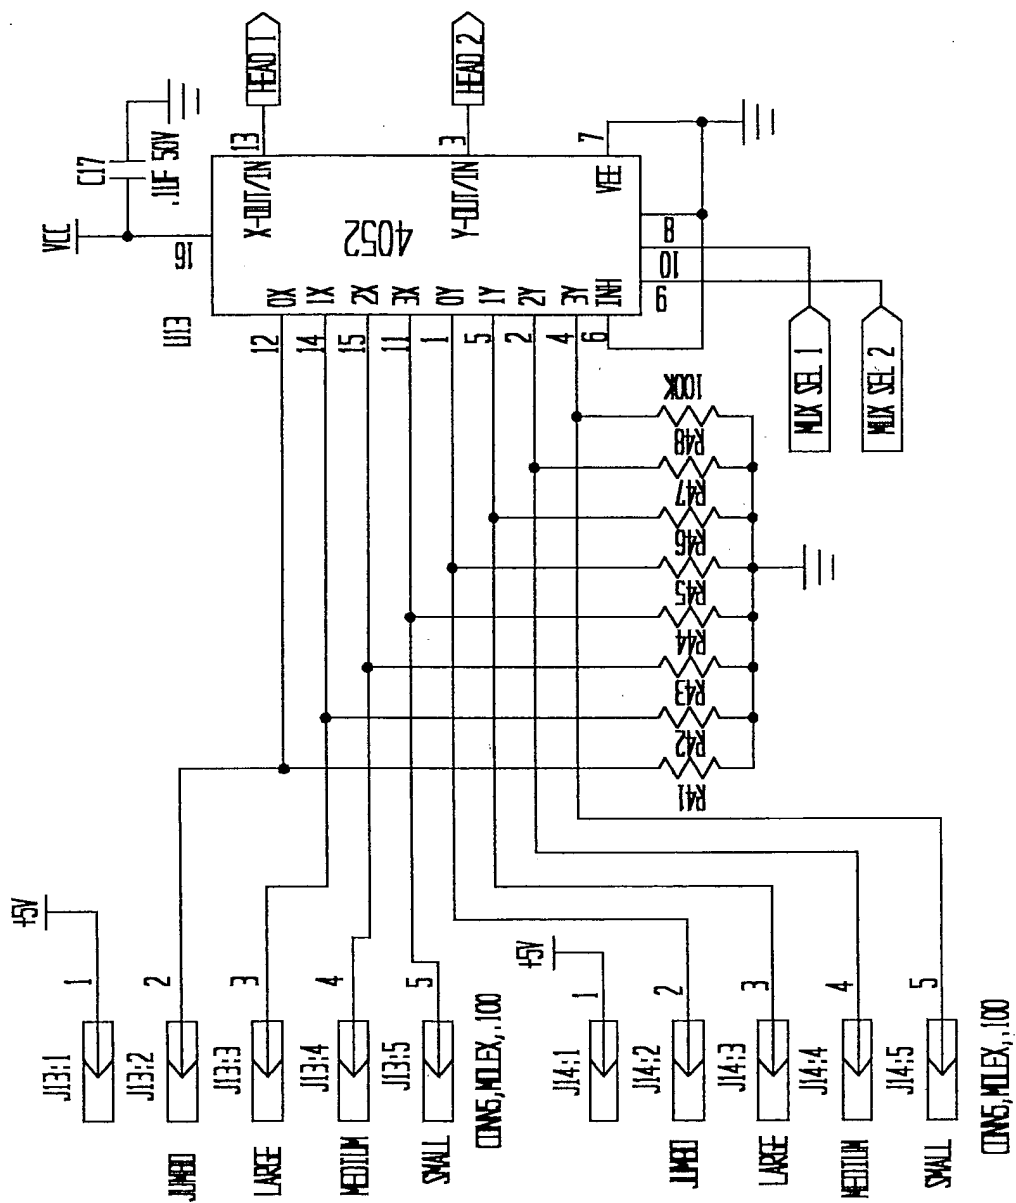 VCC
C17
.1UF 50V
16
U13
4052
X-OUT/IN
13
HEAD 1
Y-OUT/IN
3
HEAD 2
VEE
7
8
10
9
0X
1X
2X
3X
0Y
1Y
2Y
3Y
INH
12
14
15
11
1
5
2
4
6
MUX SEL 1
MUX SEL 2
100K
R48
R47
R46
R45
R44
R43
R42
R41
+5V
1
J13:1
2
J13:2
JUMBO
3
J13:3
LARGE
4
J13:4
MEDIUM
5
J13:5
SMALL
CONN5,MOLEX,.100
+5V
1
J14:1
2
J14:2
JUMBO
3
J14:3
LARGE
4
J14:4
MEDIUM
5
J14:5
SMALL
CONN5,MOLEX,.100